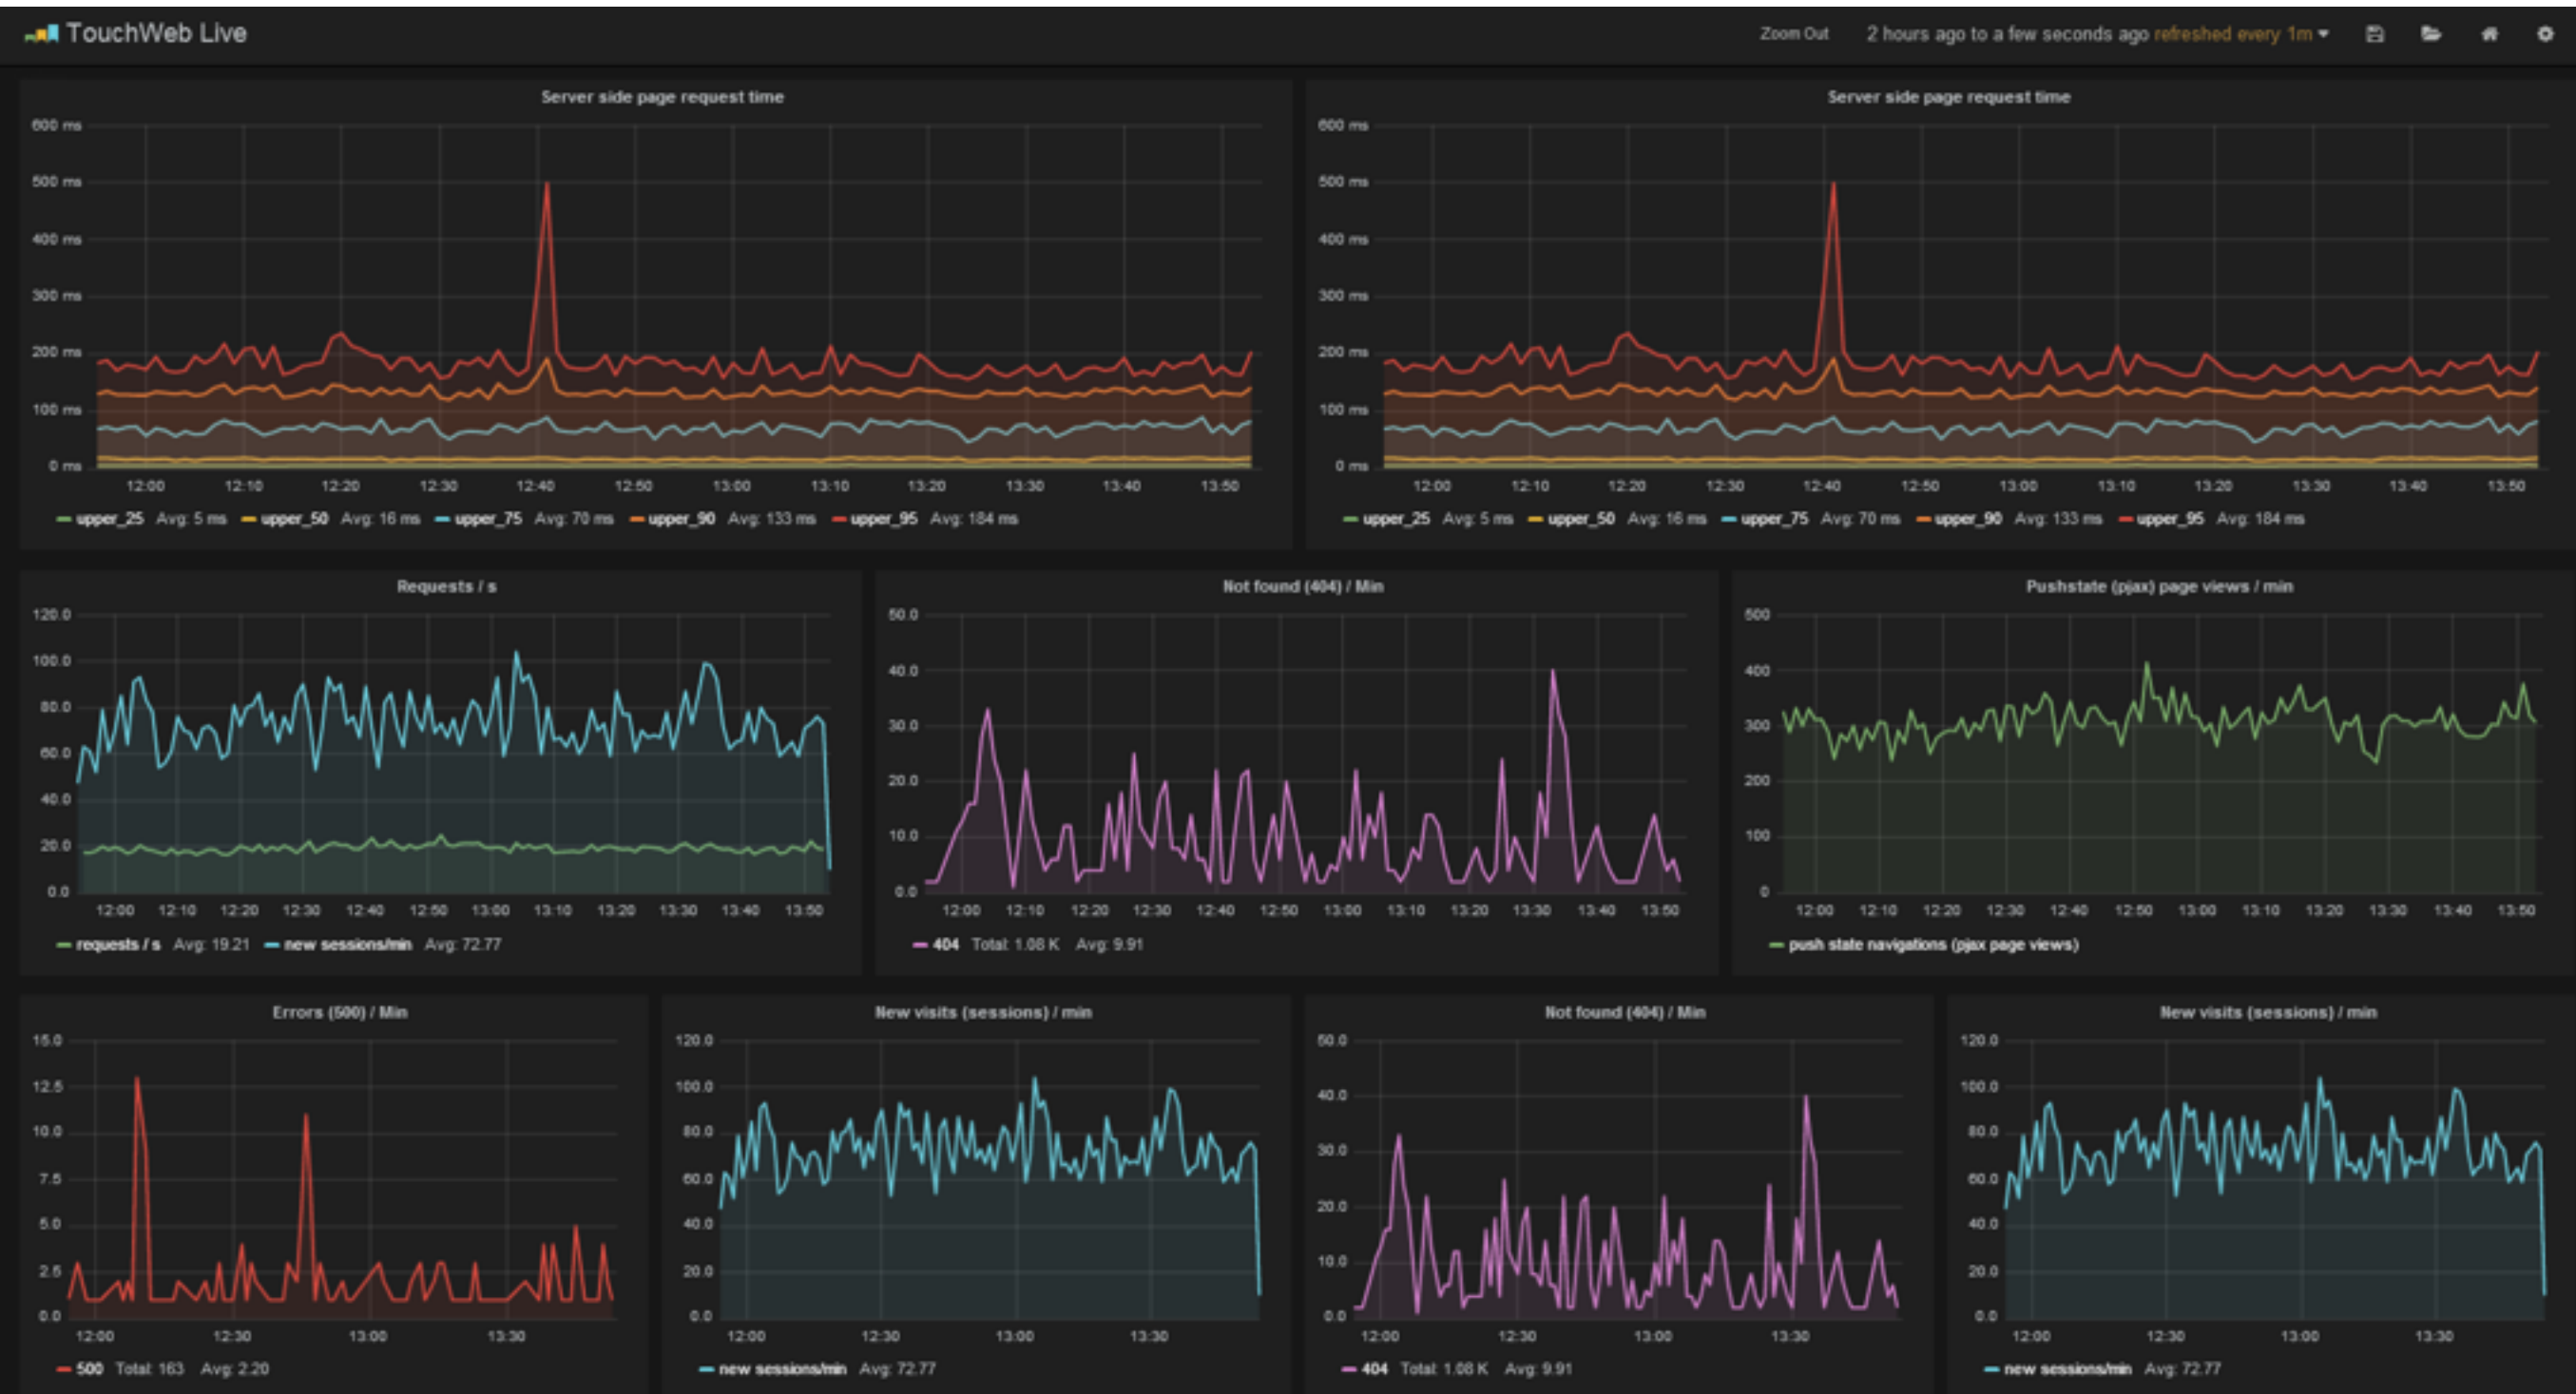 TouchWeb Live
Zoom Out 2 hours ago to a few seconds ago refreshed every 1m
Server side page request time
600 ms
500 ms
400 ms
300 ms
200 ms
100 ms
0 ms
12:00 12:10 12:20 12:30 12:40 12:50 13:00 13:10 13:20 13:30 13:40 13:50
upper_25 Avg: 5 ms upper_50 Avg: 16 ms upper_75 Avg: 70 ms upper_90 Avg: 133 ms upper_95 Avg: 184 ms
Server side page request time
600 ms
500 ms
400 ms
300 ms
200 ms
100 ms
0 ms
12:00 12:10 12:20 12:30 12:40 12:50 13:00 13:10 13:20 13:30 13:40 13:50
upper_25 Avg: 5 ms upper_50 Avg: 16 ms upper_75 Avg: 70 ms upper_90 Avg: 133 ms upper_95 Avg: 184 ms
Requests / s
120.0
100.0
80.0
60.0
40.0
20.0
0.0
12:00 12:10 12:20 12:30 12:40 12:50 13:00 13:10 13:20 13:30 13:40 13:50
requests / s Avg: 19.21 new sessions/min Avg: 72.77
Not found (404) / Min
50.0
40.0
30.0
20.0
10.0
0.0
12:00 12:10 12:20 12:30 12:40 12:50 13:00 13:10 13:20 13:30 13:40 13:50
404 Total: 1.08 K Avg: 9.91
Pushstate (pjax) page views / min
500
400
300
200
100
0
12:00 12:10 12:20 12:30 12:40 12:50 13:00 13:10 13:20 13:30 13:40 13:50
push state navigations (pjax page views)
Errors (500) / Min
15.0
12.5
10.0
7.5
5.0
2.5
0.0
12:00 12:30 13:00 13:30
500 Total: 163 Avg: 2.20
New visits (sessions) / min
120.0
100.0
80.0
60.0
40.0
20.0
0.0
12:00 12:30 13:00 13:30
new sessions/min Avg: 72.77
Not found (404) / Min
50.0
40.0
30.0
20.0
10.0
0.0
12:00 12:30 13:00 13:30
404 Total: 1.08 K Avg: 9.91
New visits (sessions) / min
120.0
100.0
80.0
60.0
40.0
20.0
0.0
12:00 12:30 13:00 13:30
new sessions/min Avg: 72.77